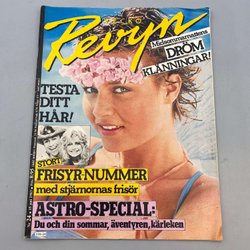 Revyn
Midsommarnattens
DRÖM
KLÄNNINGAR!
TESTA
DITT
HÅR!
STORT
FRISYR-NUMMER
med stjärnornas frisör
ASTRO-SPECIAL:
Du och din sommar, äventyren, kärleken